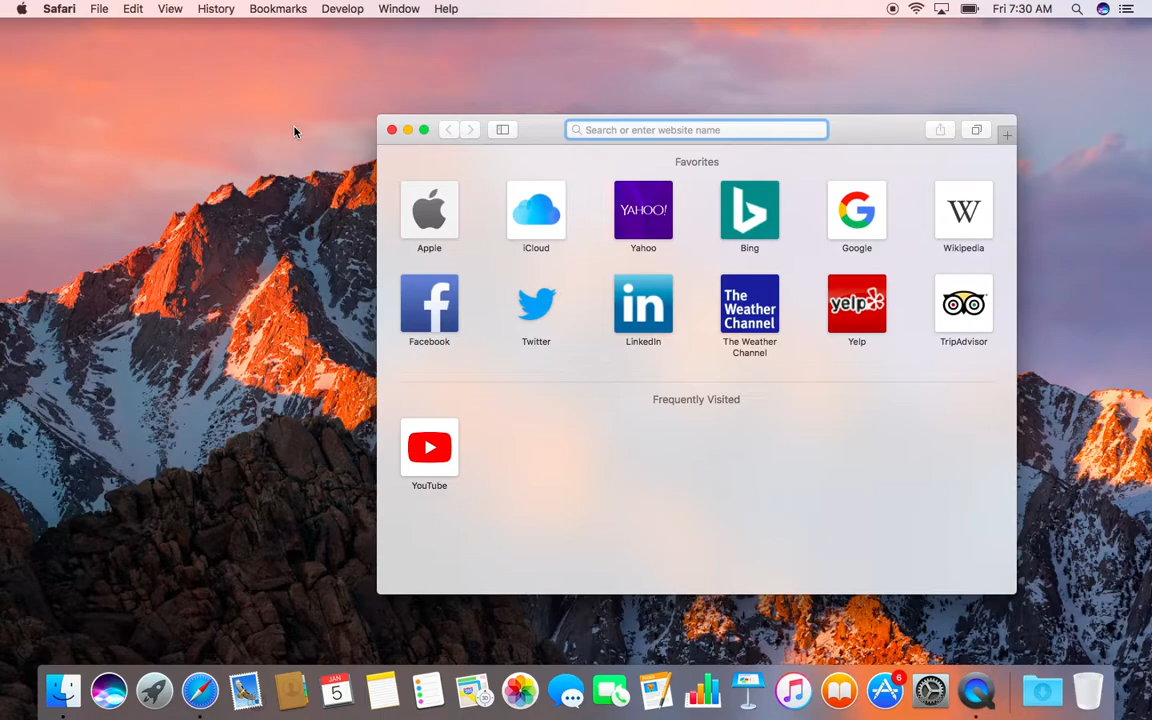 Safari File Edit View History Bookmarks Develop Window Help Fri 7:30 AM
Search or enter website name
Favorites
YAHOO!
Apple iCloud Yahoo Bing Google Wikipedia
The Weather Channel
yelp
Facebook Twitter LinkedIn The Weather Channel Yelp TripAdvisor
Frequently Visited
YouTube
6
JAN
5